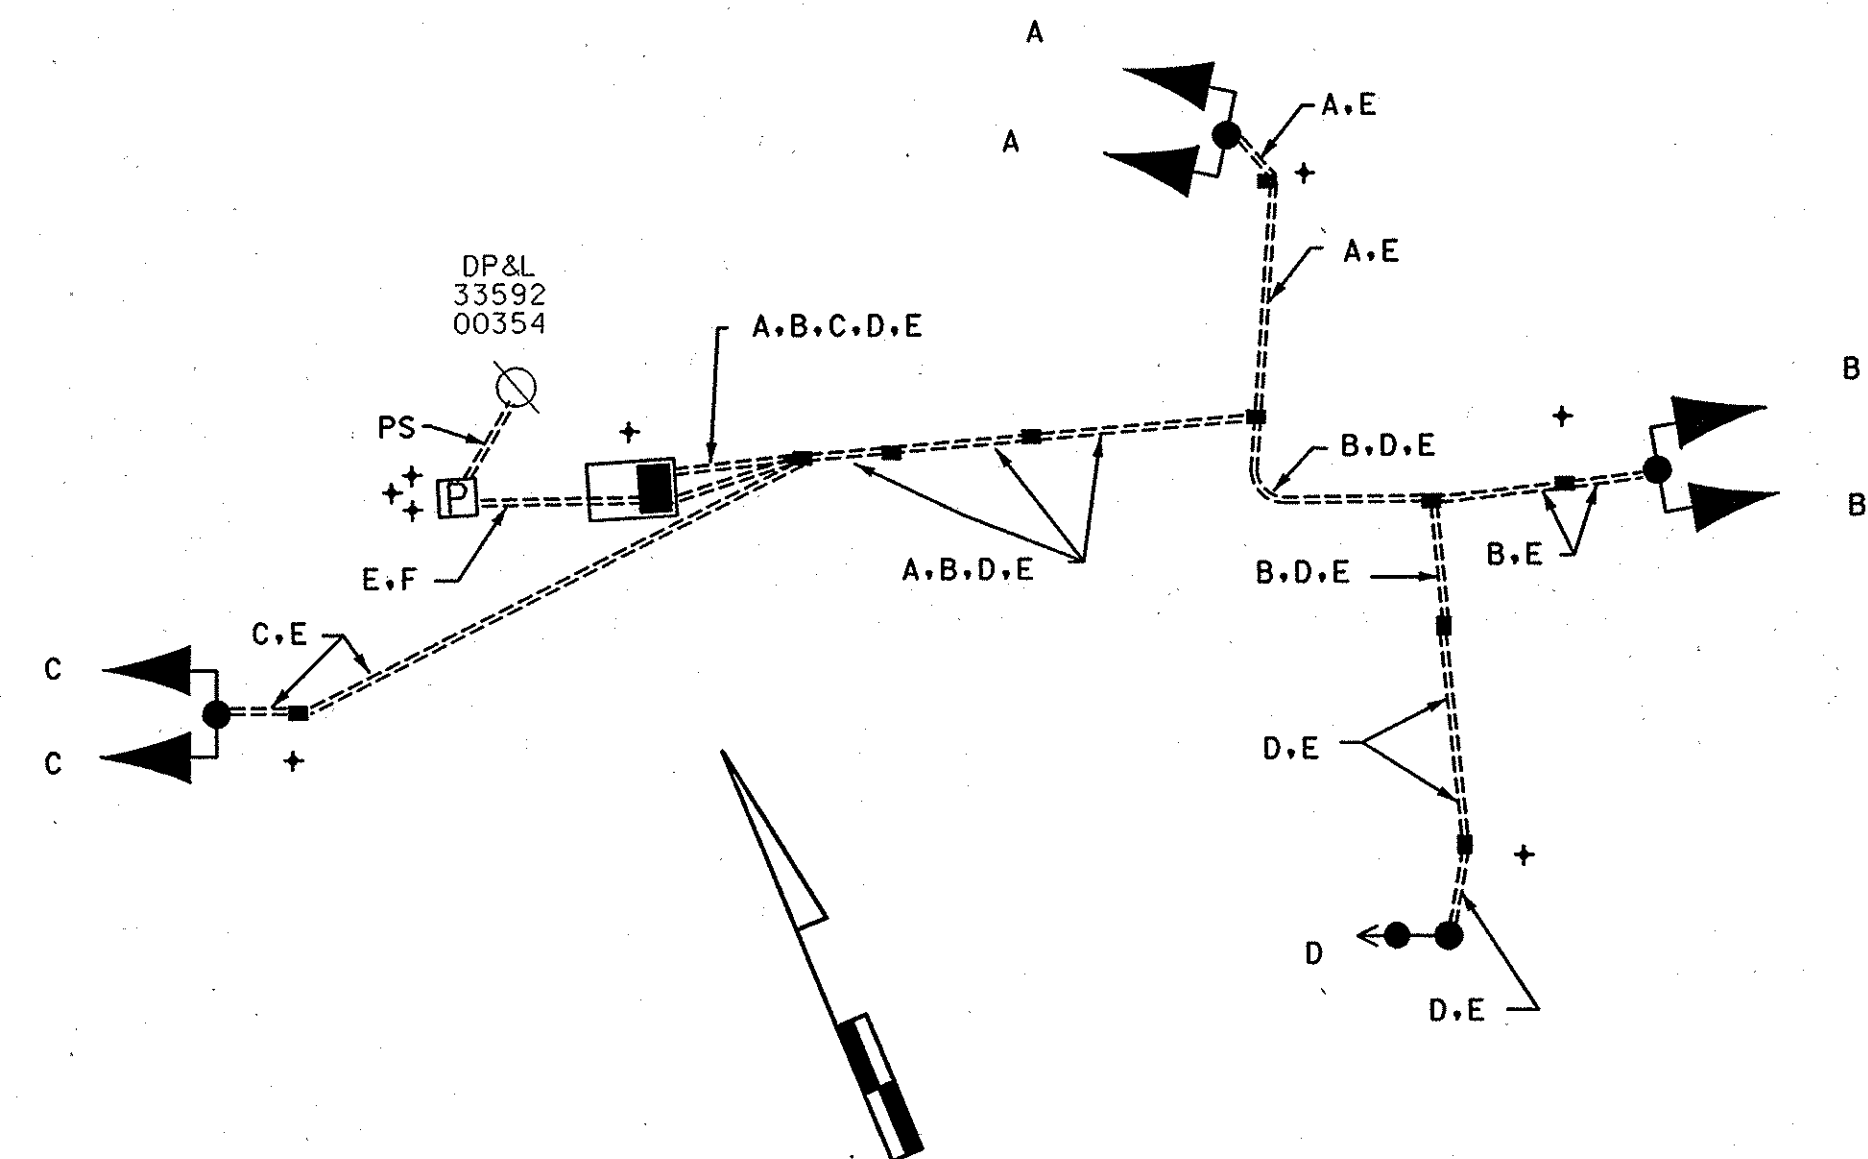 A
A,E
A
A,E
DP&L
33592
00354
A,B,C,D,E
B
PS
B,D,E
P
B
A,B,D,E
B,E
E,F
B,D,E
C,E
C
D,E
C
D
D,E